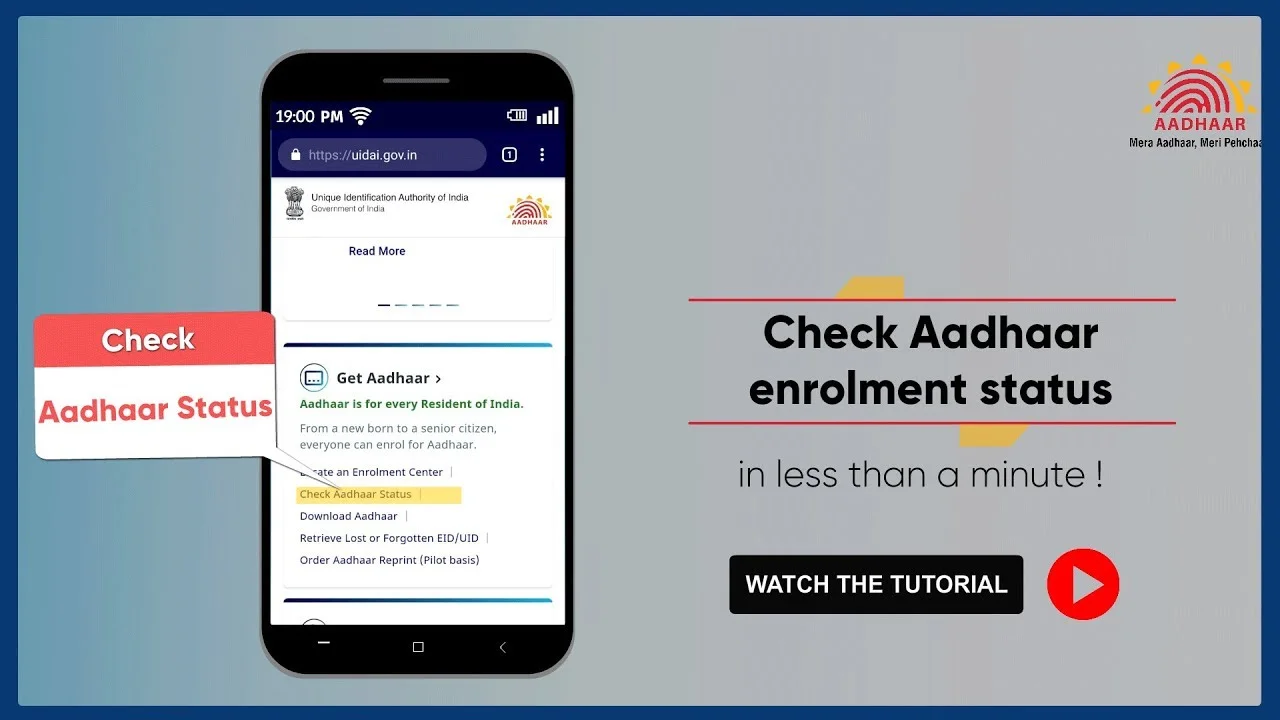 19:00 PM
https://uidai.gov.in
1
Unique Identification Authority of India
Government of India
AADHAAR
Read More
Get Aadhaar ›
Aadhaar is for every Resident of India.
From a new born to a senior citizen,
everyone can enrol for Aadhaar.
an Enrolment Center |
Check Aadhaar Status |
Download Aadhaar |
Retrieve Lost or Forgotten EID/UID |
Order Aadhaar Reprint (Pilot basis)
Check
Aadhaar Status
AADHAAR
Mera Aadhaar, Meri Pehchaa
Check Aadhaar
enrolment status
in less than a minute !
WATCH THE TUTORIAL